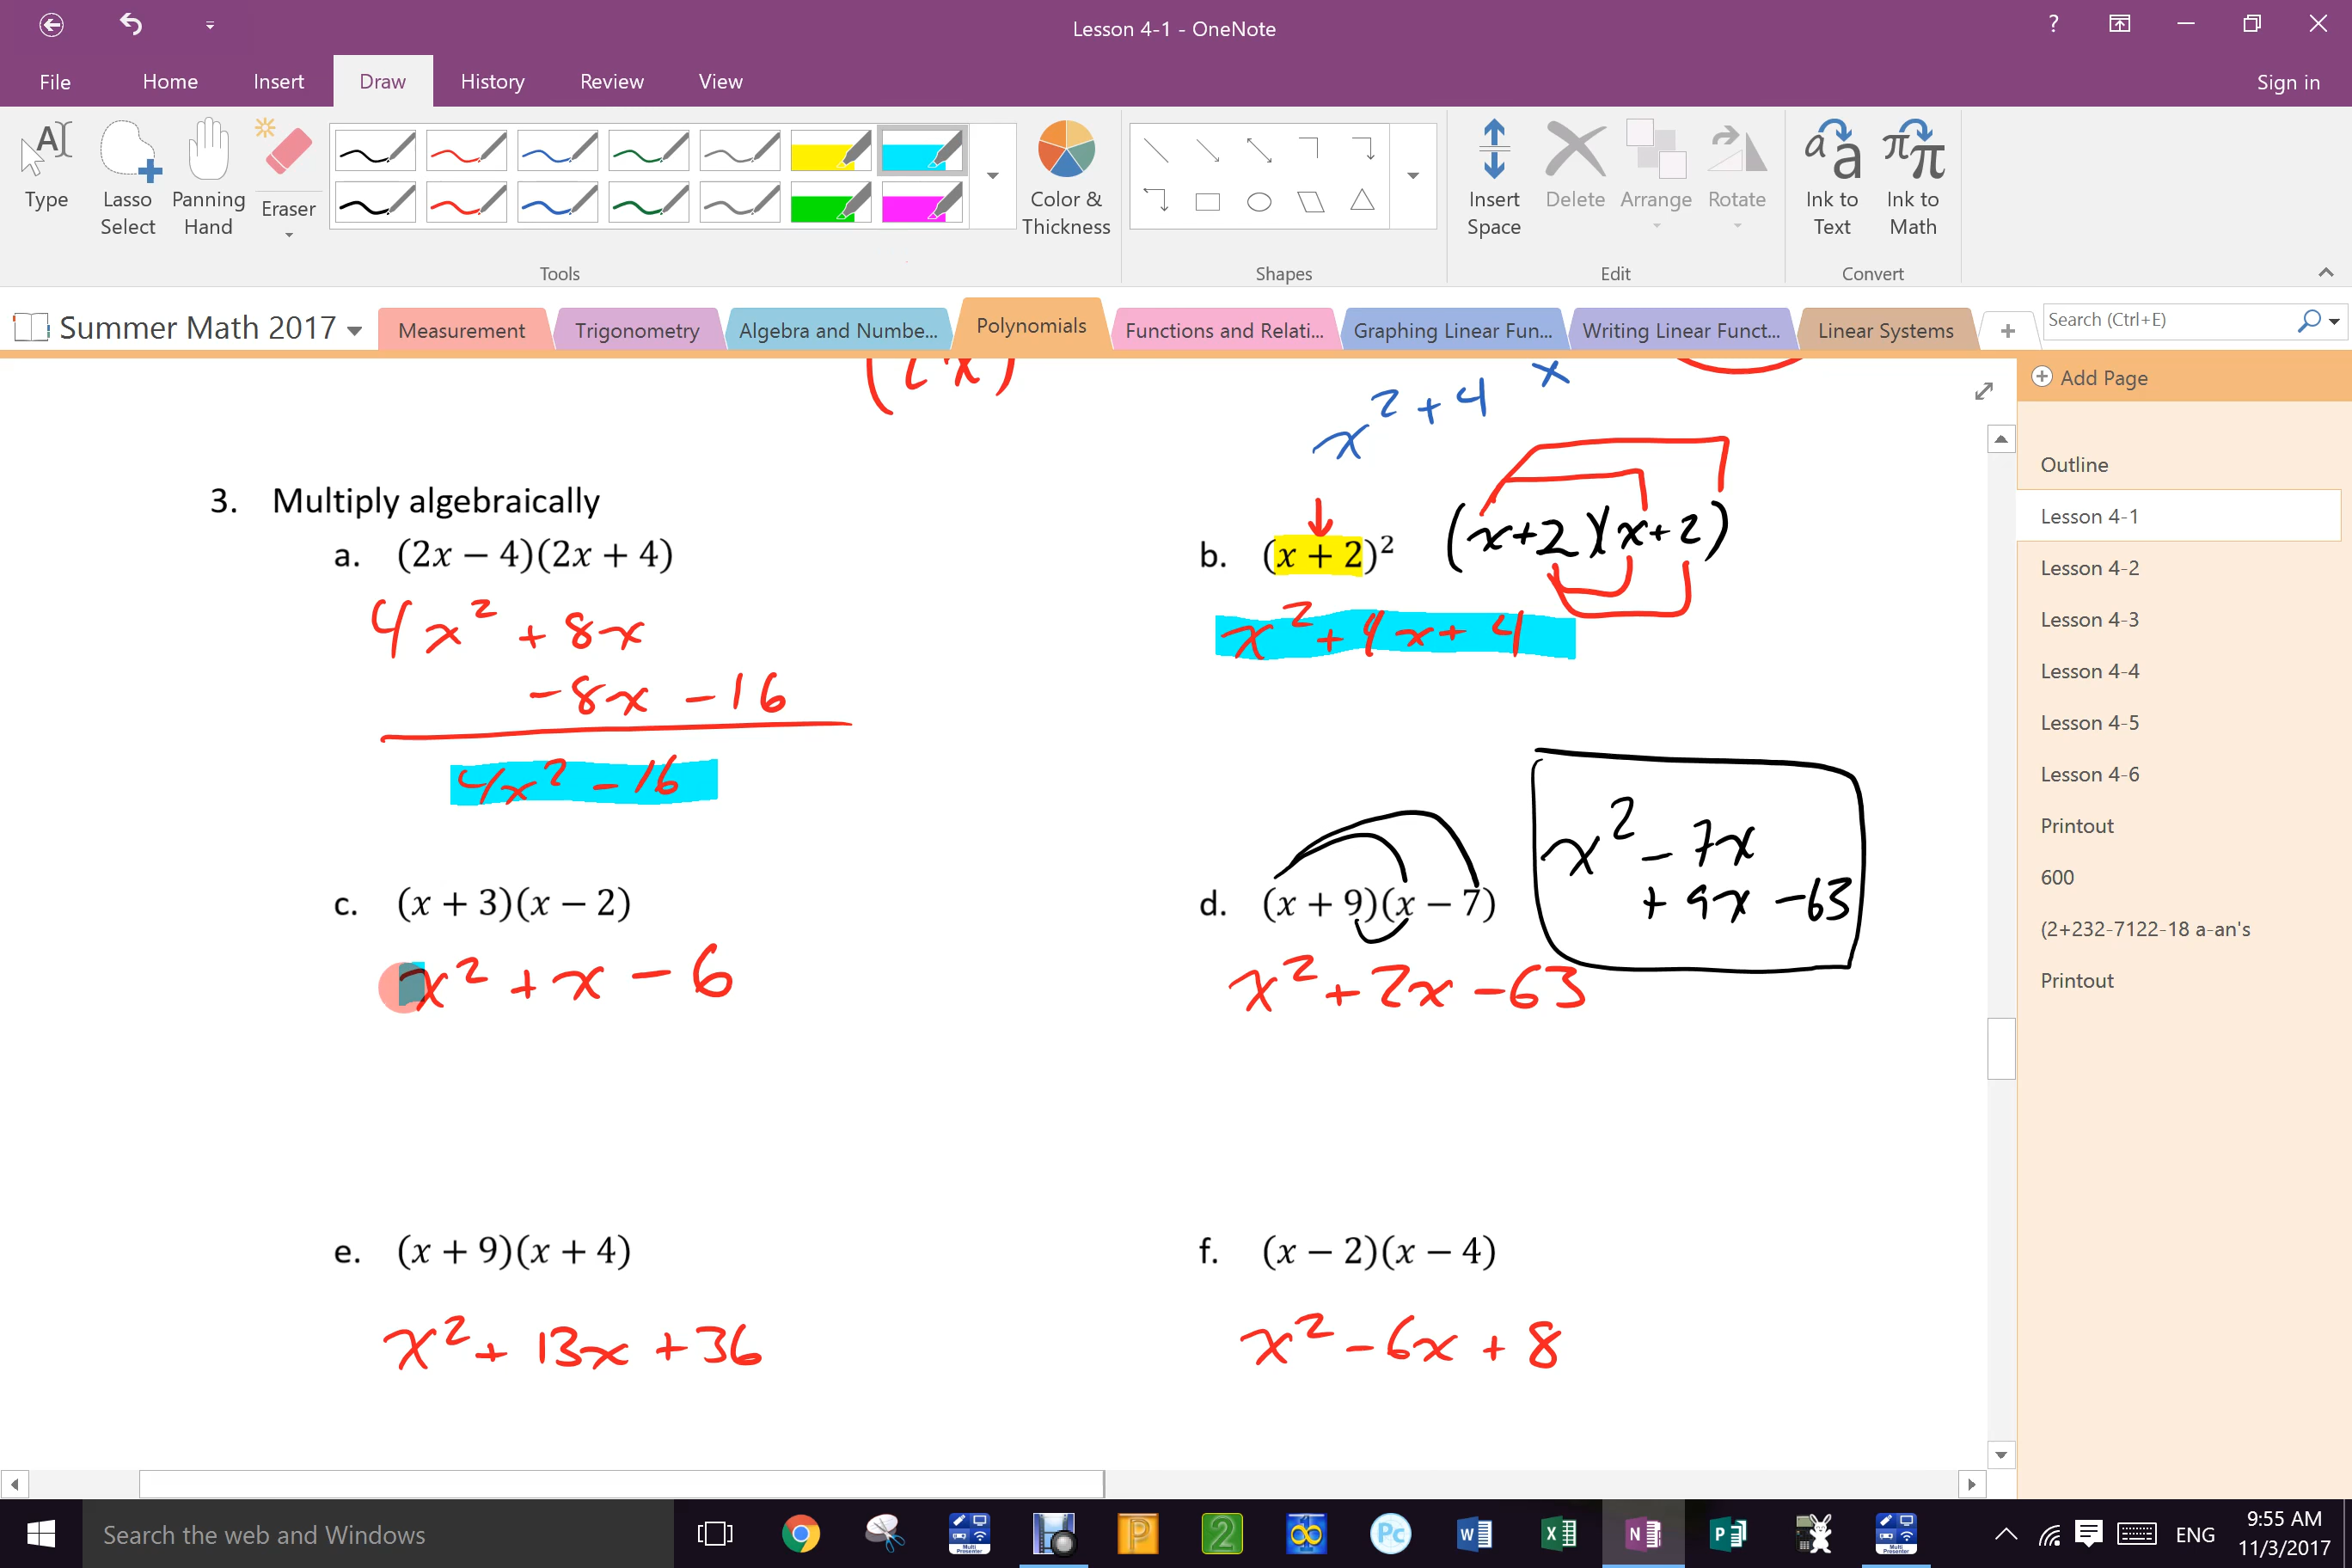 Lesson 4-1 - OneNote
?
File Home Insert Draw History Review View Sign in
Type
Lasso Select
Panning Hand
Eraser
Color & Thickness
Insert Space
Delete
Arrange
Rotate
Ink to Text
Ink to Math
Tools Shapes Edit Convert
Summer Math 2017 Measurement Trigonometry Algebra and Numbe... Polynomials Functions and Relati... Graphing Linear Fun... Writing Linear Funct... Linear Systems + Search (Ctrl+E)
Add Page
Outline
Lesson 4-1
Lesson 4-2
Lesson 4-3
Lesson 4-4
Lesson 4-5
Lesson 4-6
Printout
600
(2+232-7122-18 a-an's
Printout
x² + 4x
3. Multiply algebraically
a. (2x − 4)(2x + 4)
4x² + 8x
-8x - 16
4x² - 16
b. (x + 2)² (x+2)(x+2)
x² + 4x + 4
c. (x + 3)(x − 2)
x² + x - 6
d. (x + 9)(x − 7)
x² - 7x
+ 9x - 63
x² + 2x - 63
e. (x + 9)(x + 4)
x² + 13x + 36
f. (x − 2)(x − 4)
x² - 6x + 8
Search the web and Windows
ENG
9:55 AM
11/3/2017